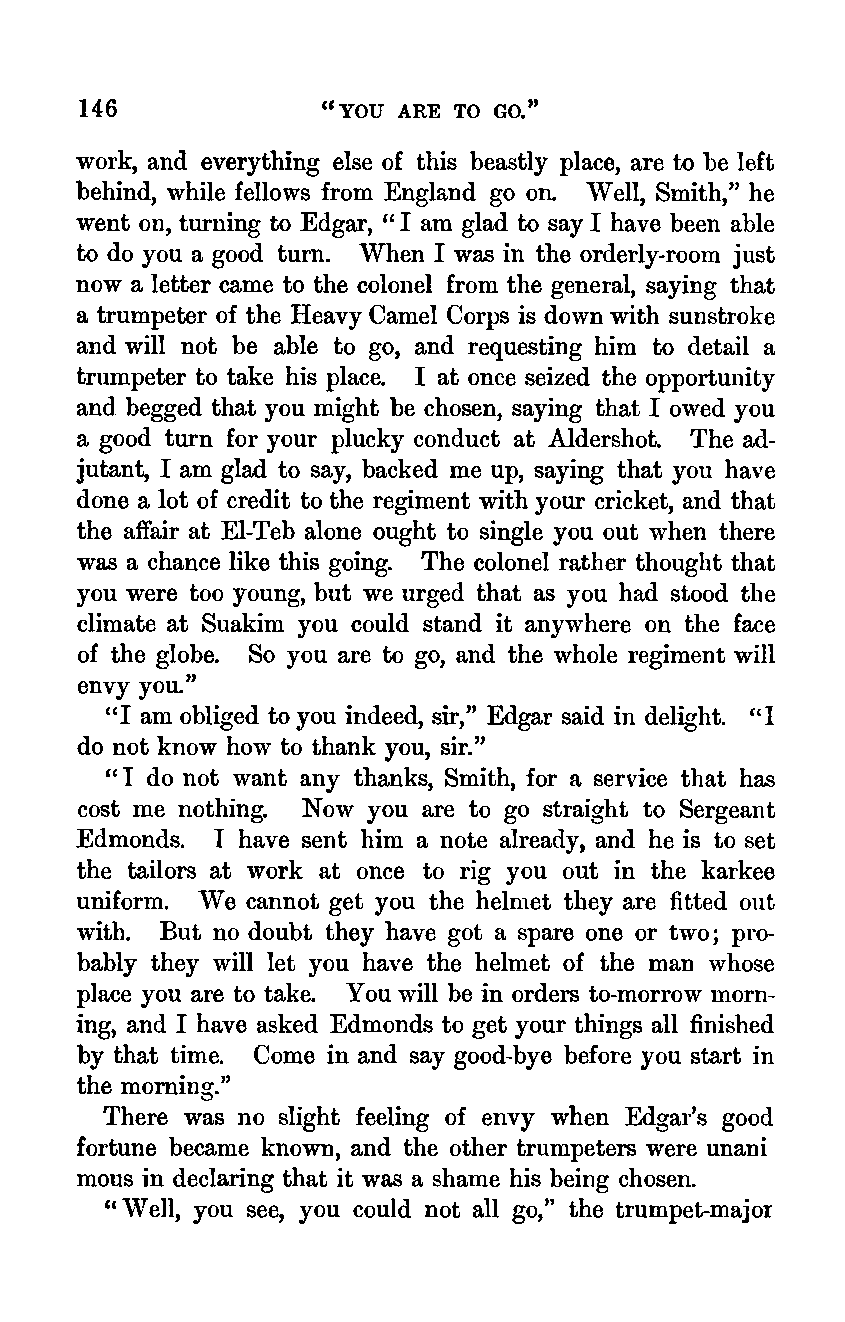 146 "YOU ARE TO GO."
work, and everything else of this beastly place, are to be left
behind, while fellows from England go on. Well, Smith," he
went on, turning to Edgar, "I am glad to say I have been able
to do you a good turn. When I was in the orderly-room just
now a letter came to the colonel from the general, saying that
a trumpeter of the Heavy Camel Corps is down with sunstroke
and will not be able to go, and requesting him to detail a
trumpeter to take his place. I at once seized the opportunity
and begged that you might be chosen, saying that I owed you
a good turn for your plucky conduct at Aldershot. The ad-
jutant, I am glad to say, backed me up, saying that you have
done a lot of credit to the regiment with your cricket, and that
the affair at El-Teb alone ought to single you out when there
was a chance like this going. The colonel rather thought that
you were too young, but we urged that as you had stood the
climate at Suakim you could stand it anywhere on the face
of the globe. So you are to go, and the whole regiment will
envy you."
"I am obliged to you indeed, sir," Edgar said in delight. "I
do not know how to thank you, sir."
"I do not want any thanks, Smith, for a service that has
cost me nothing. Now you are to go straight to Sergeant
Edmonds. I have sent him a note already, and he is to set
the tailors at work at once to rig you out in the karkee
uniform. We cannot get you the helmet they are fitted out
with. But no doubt they have got a spare one or two; pro-
bably they will let you have the helmet of the man whose
place you are to take. You will be in orders to-morrow morn-
ing, and I have asked Edmonds to get your things all finished
by that time. Come in and say good-bye before you start in
the morning."
There was no slight feeling of envy when Edgar's good
fortune became known, and the other trumpeters were unani
mous in declaring that it was a shame his being chosen.
"Well, you see, you could not all go," the trumpet-major